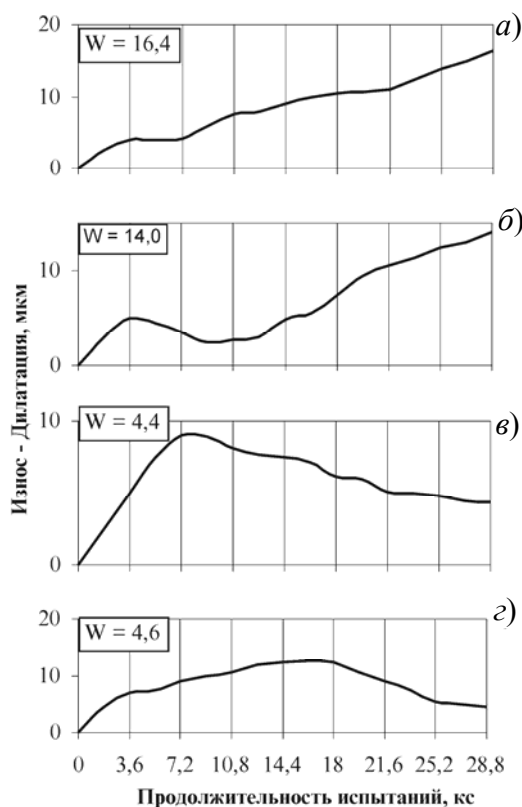 20
а)
W = 16,4
10
0
б)
W = 14,0
10
0
10
в)
W = 4,4
0
20
г)
W = 4,6
10
0
0 3,6 7,2 10,8 14,4 18 21,6 25,2 28,8
Продолжительность испытаний, кс
Износ - Дилатация, мкм